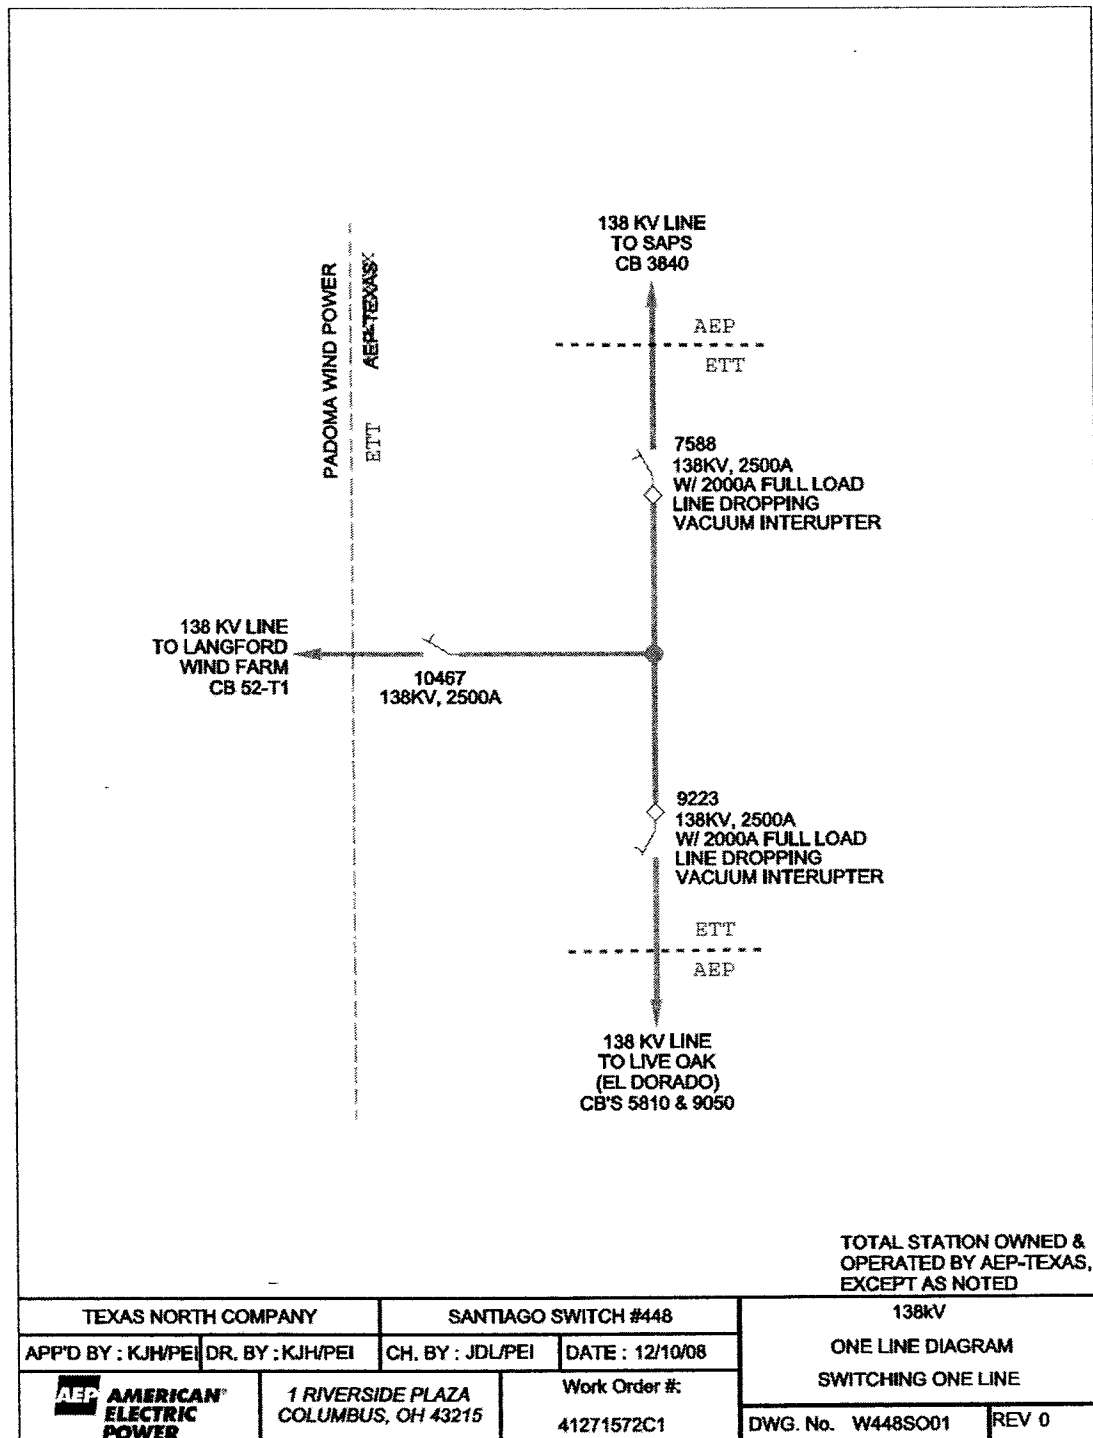 138 KV LINE
TO SAPS
CB 3840
PADOMA WIND POWER
AEP-TEXAS
ETT
AEP
ETT
7588
138KV, 2500A
W/ 2000A FULL LOAD
LINE DROPPING
VACUUM INTERUPTER
138 KV LINE
TO LANGFORD
WIND FARM
CB 52-T1
10467
138KV, 2500A
9223
138KV, 2500A
W/ 2000A FULL LOAD
LINE DROPPING
VACUUM INTERUPTER
ETT
AEP
138 KV LINE
TO LIVE OAK
(EL DORADO)
CB'S 5810 & 9050
TOTAL STATION OWNED &
OPERATED BY AEP-TEXAS,
EXCEPT AS NOTED
TEXAS NORTH COMPANY
SANTIAGO SWITCH #448
138kV
ONE LINE DIAGRAM
SWITCHING ONE LINE
APP'D BY : KJH/PEI
DR. BY : KJH/PEI
CH. BY : JDL/PEI
DATE : 12/10/08
AEP AMERICAN®
ELECTRIC
POWER
1 RIVERSIDE PLAZA
COLUMBUS, OH 43215
Work Order #:
41271572C1
DWG. No. W448SO01
REV 0